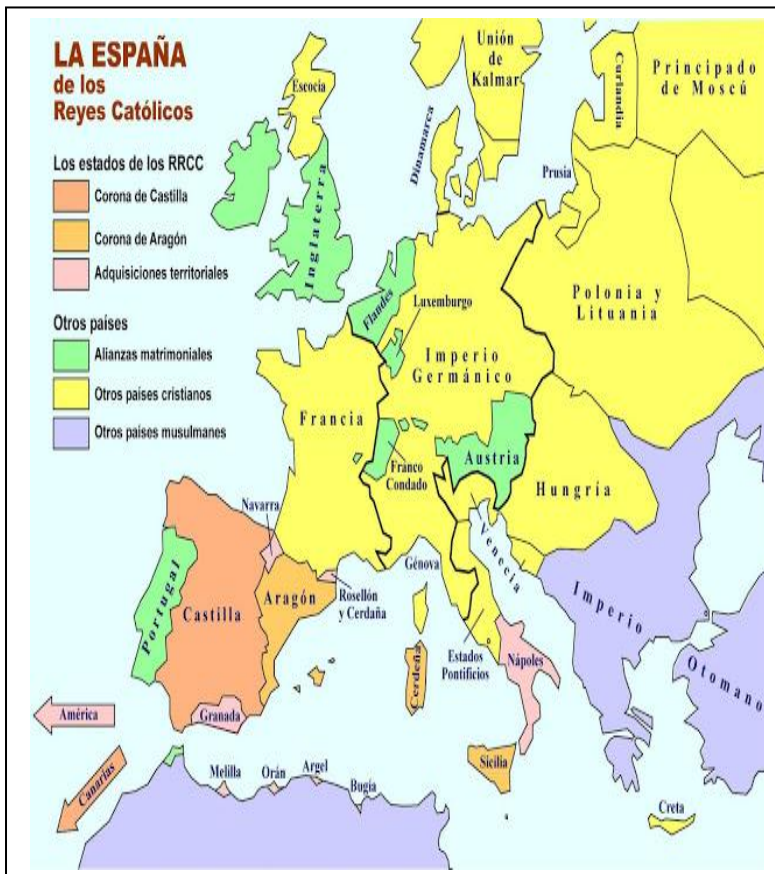 LA ESPAÑA
de los
Reyes Católicos
Los estados de los RRCC
Corona de Castilla
Corona de Aragón
Adquisiciones territoriales
Otros países
Alianzas matrimoniales
Otros países cristianos
Otros países musulmanes
Escocia
Unión
de
Kalmar
Curlandia
Principado
de Moscú
Dinamarca
Prusia
Inglaterra
Flandes
Luxemburgo
Polonia y
Lituania
Imperio
Germánico
Francia
Franco
Condado
Austria
Hungría
Navarra
Génova
Venecia
Portugal
Castilla
Aragón
Rosellón
y Cerdaña
Cerdeña
Estados
Pontificios
Nápoles
Imperio
Otomano
América
Granada
Canarias
Melilla
Orán
Argel
Bugía
Sicilia
Creta